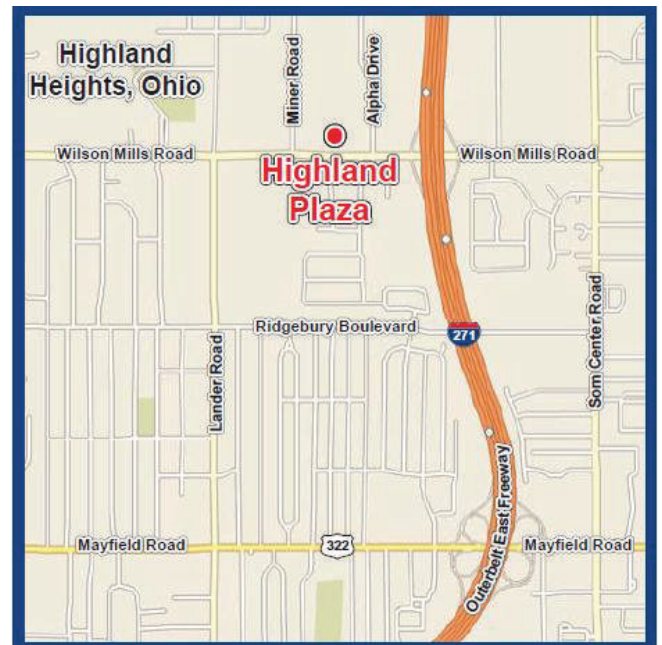 Highland
Heights, Ohio
Miner Road
Alpha Drive
Wilson Mills Road
Wilson Mills Road
Highland
Plaza
Ridgebury Boulevard
271
Lander Road
Som Center Road
Mayfield Road
322
Mayfield Road
Outerbelt East Freeway